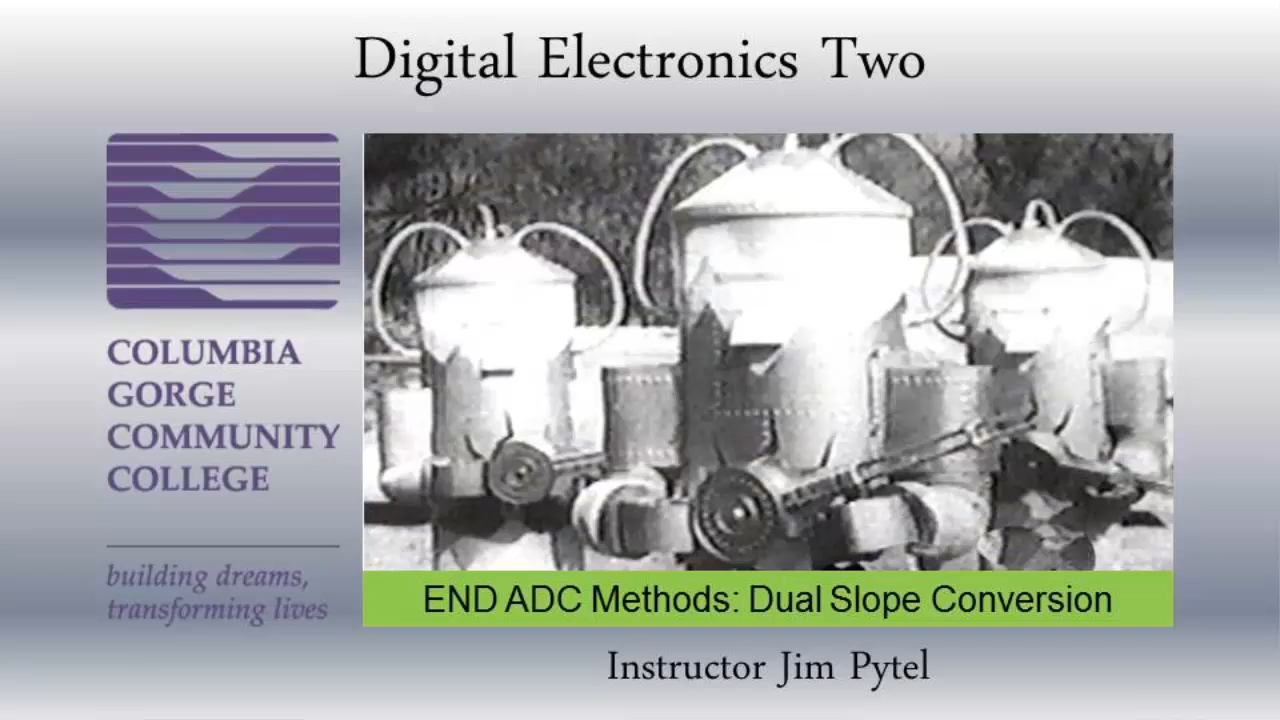 Digital Electronics Two
COLUMBIA
GORGE
COMMUNITY
COLLEGE
building dreams,
transforming lives
END ADC Methods: Dual Slope Conversion
Instructor Jim Pytel